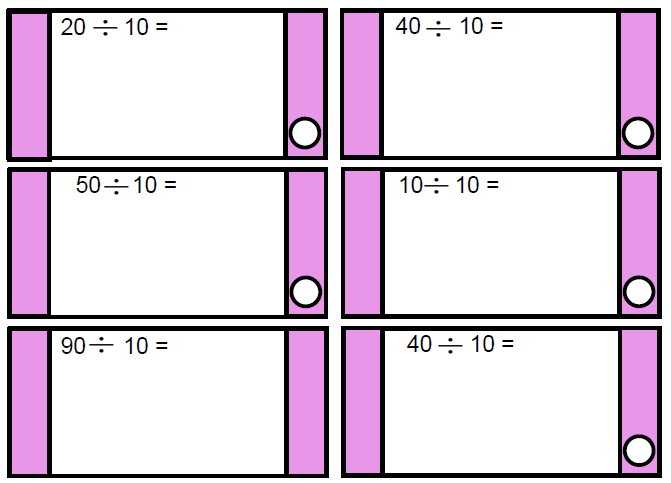 20 ÷ 10 =
40 ÷ 10 =
50 ÷ 10 =
10 ÷ 10 =
90 ÷ 10 =
40 ÷ 10 =